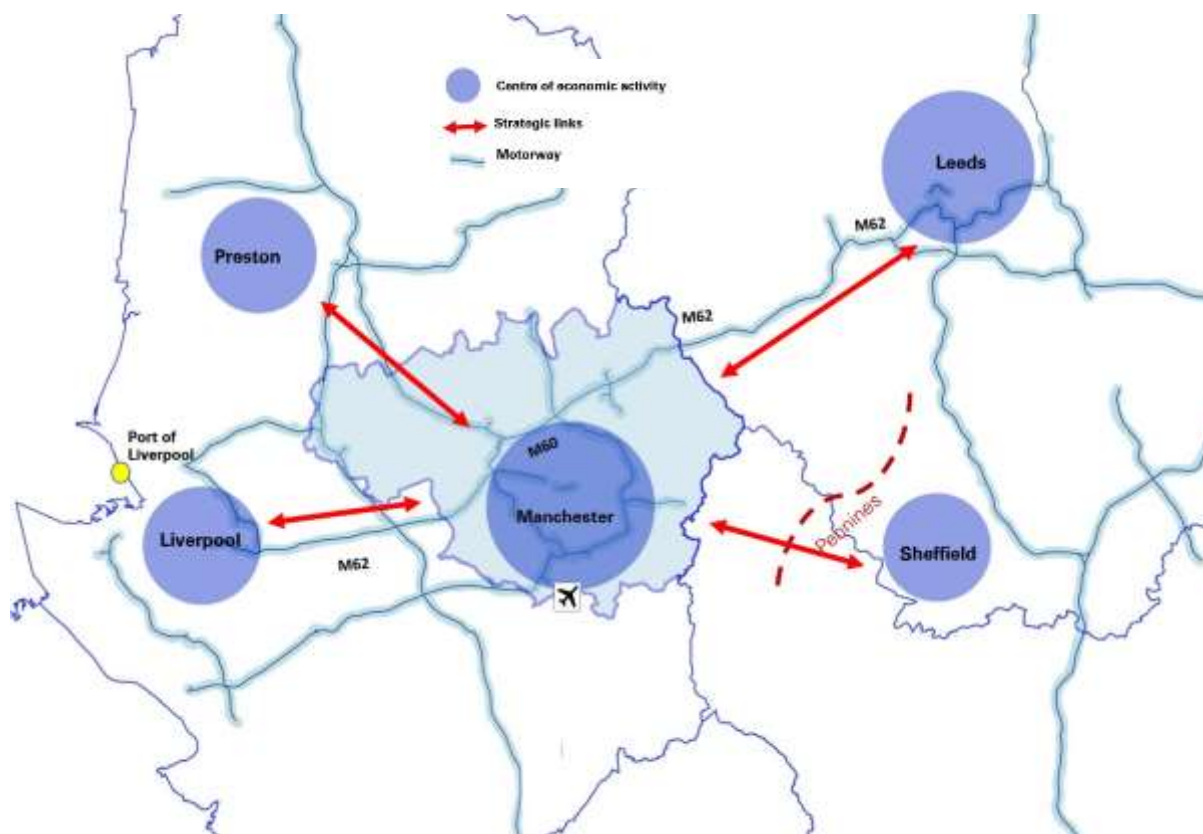 Centre of economic activity
Strategic links
Motorway
Leeds
M62
Preston
M62
Port of
Liverpool
M60
Manchester
Pennines
Liverpool
Sheffield
M62